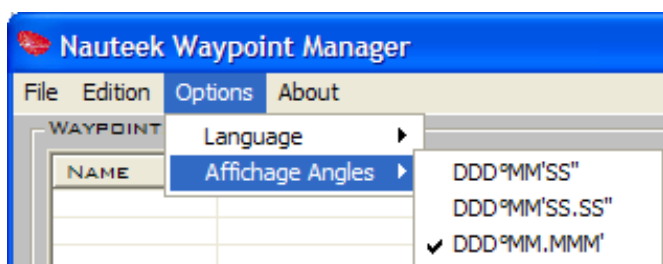 Nauteek Waypoint Manager
File Edition Options About
WAYPOINT
Language
NAME
Affichage Angles
DDD°MM'SS"
DDD°MM'SS.SS"
DDD°MM.MMM'